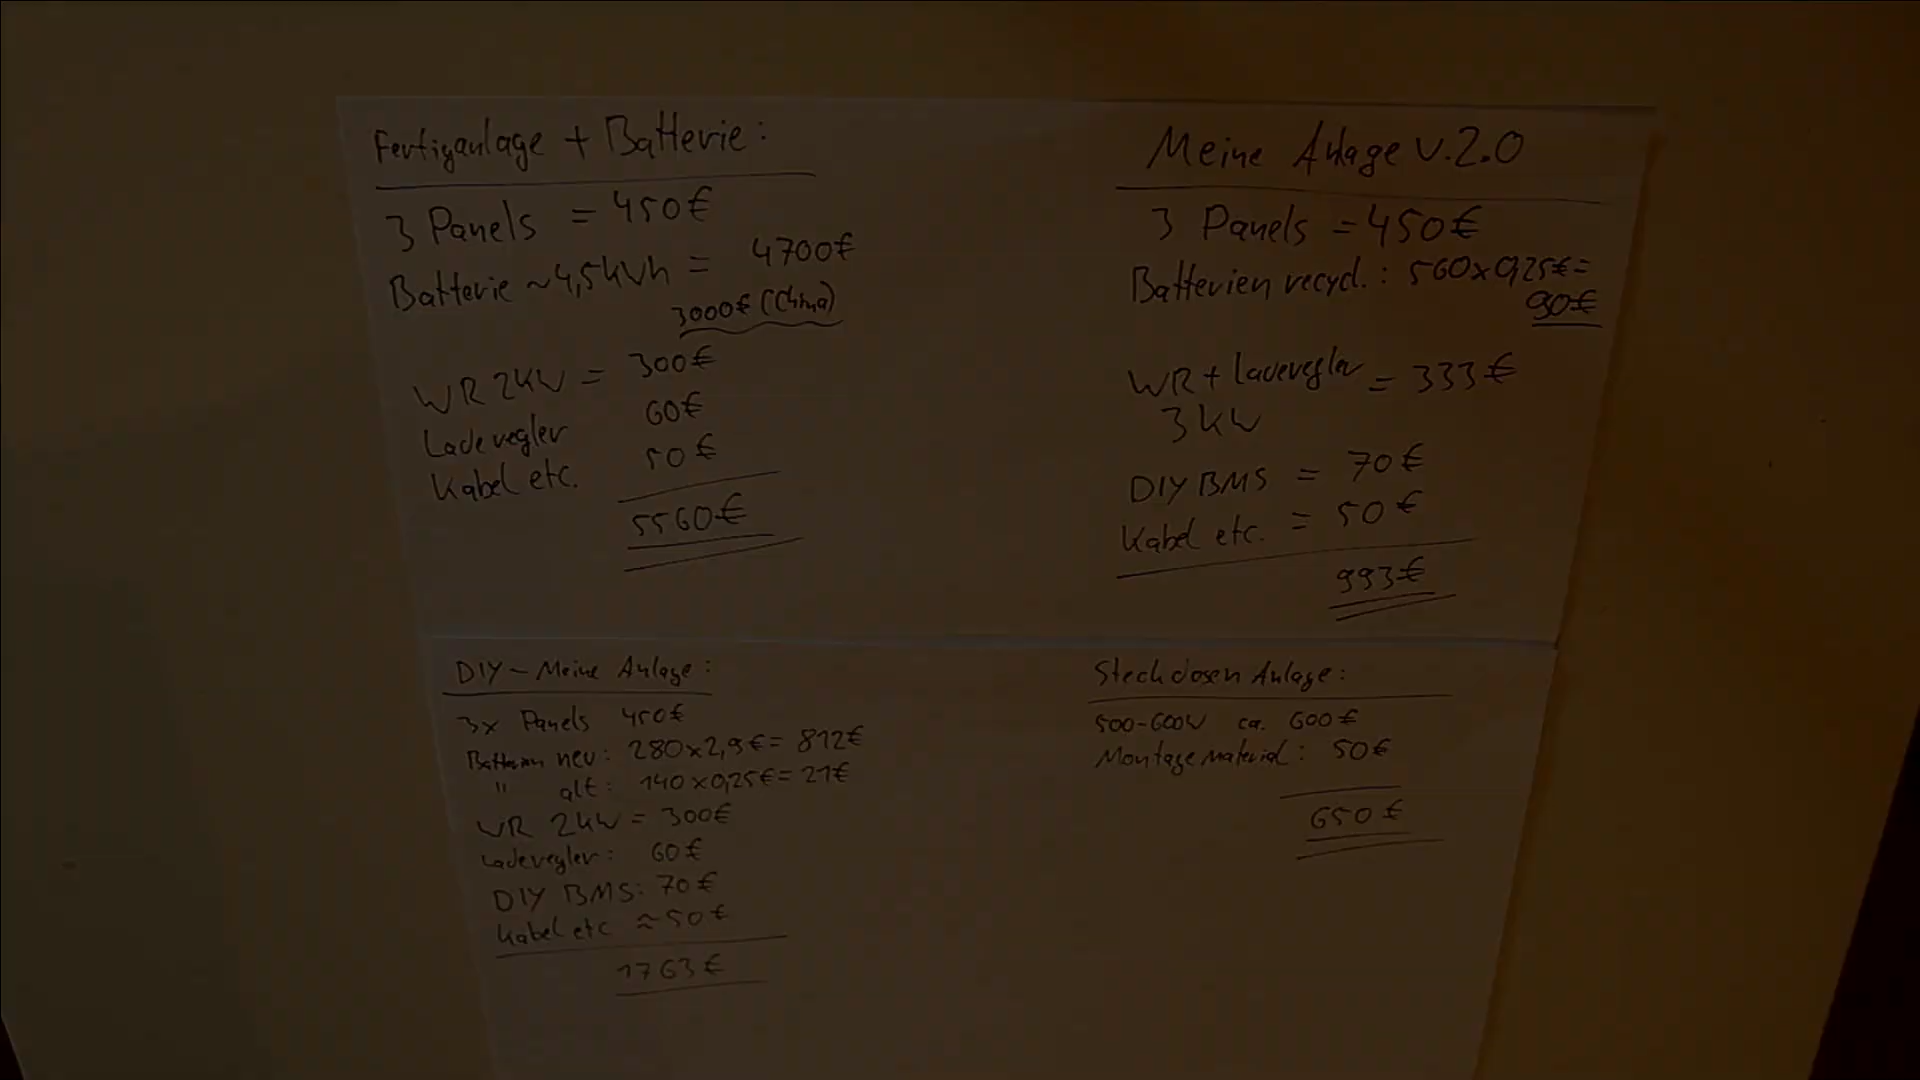 Fertiganlage + Batterie:
3 Panels = 450€
Batterie ~4,5kWh = 4700€
3000€ (China)
WR 2kW = 300€
Laderegler 60€
Kabel etc. 50€
5560€
Meine Anlage V.2.0
3 Panels = 450€
Batterien recycl.: 560x0,25€=
90€
WR + Laderegler = 333€
3 kW
DIY BMS = 70€
Kabel etc. = 50€
993€
DIY - Meine Anlage:
3x Panels 450€
Batterien neu: 280x2,9€= 812€
" alt: 140x0,25€= 21€
WR 2kW = 300€
Laderegler: 60€
DIY BMS: 70€
Kabel etc ≈ 50€
1763€
Steckdosen Anlage:
500-600W ca. 600€
Montagematerial: 50€
650€